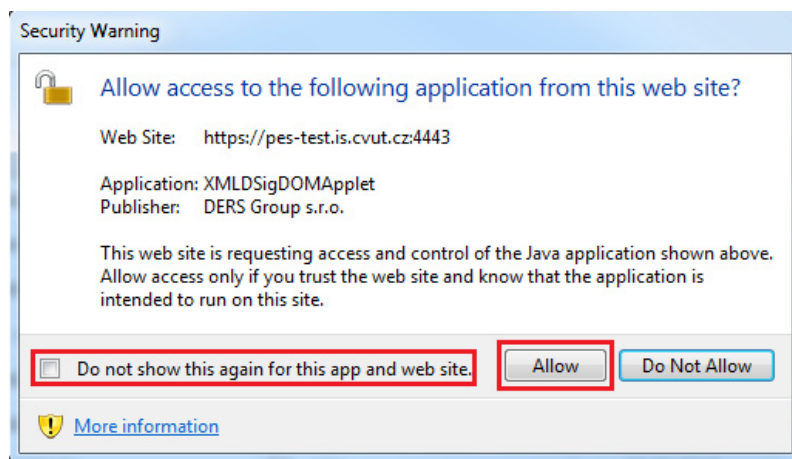 Security Warning
Allow access to the following application from this web site?
Web Site: https://pes-test.is.cvut.cz:4443
Application: XMLDSigDOMApplet
Publisher: DERS Group s.r.o.
This web site is requesting access and control of the Java application shown above.
Allow access only if you trust the web site and know that the application is
intended to run on this site.
Do not show this again for this app and web site. Allow Do Not Allow
More information